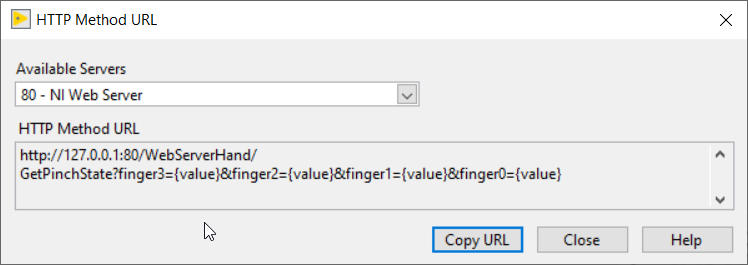 HTTP Method URL
Available Servers
80 - NI Web Server
HTTP Method URL
http://127.0.0.1:80/WebServerHand/
GetPinchState?finger3={value}&finger2={value}&finger1={value}&finger0={value}
Copy URL Close Help